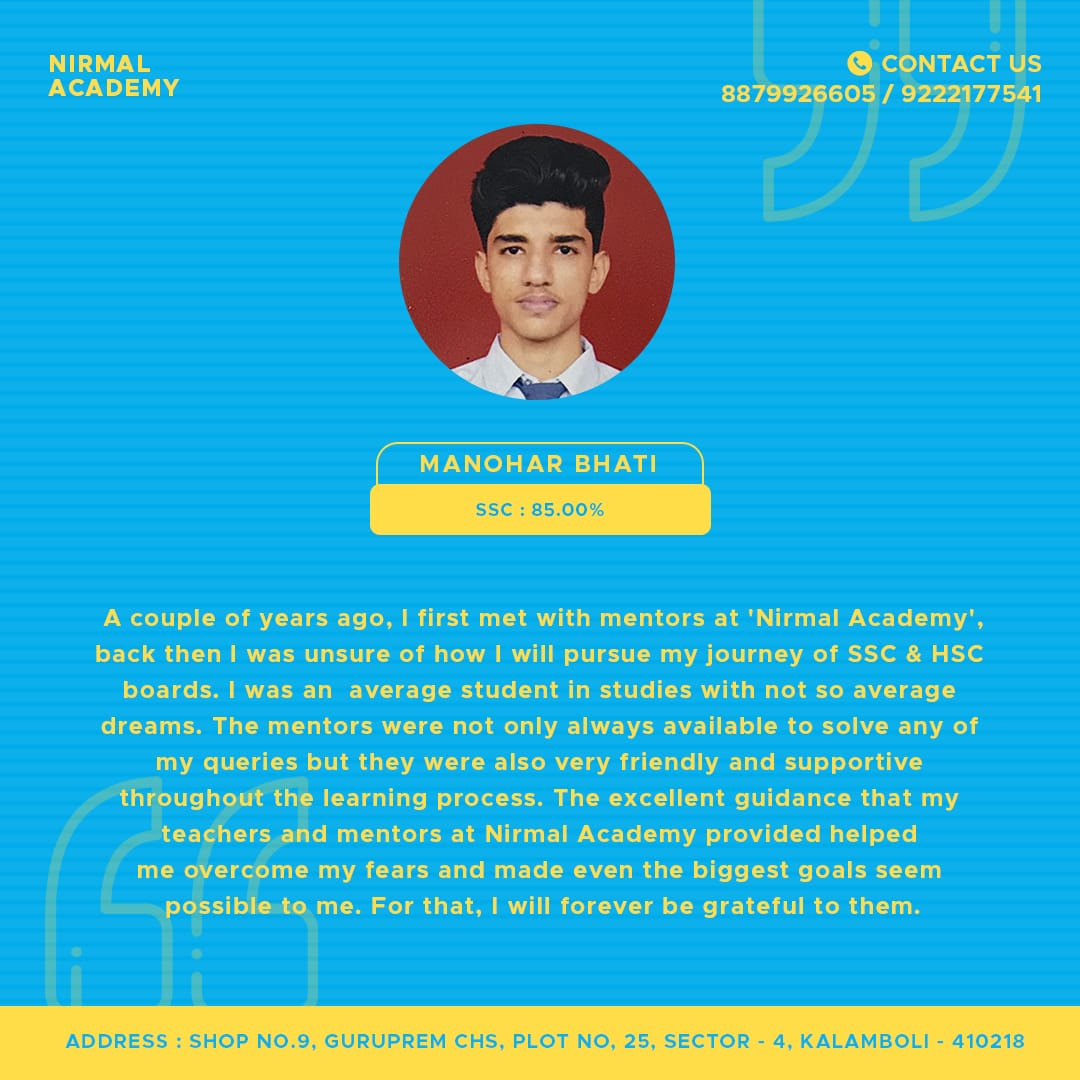 NIRMAL
ACADEMY
CONTACT US
8879926605 / 9222177541
MANOHAR BHATI
SSC : 85.00%
A couple of years ago, I first met with mentors at 'Nirmal Academy',
back then I was unsure of how I will pursue my journey of SSC & HSC
boards. I was an  average student in studies with not so average
dreams. The mentors were not only always available to solve any of
my queries but they were also very friendly and supportive
throughout the learning process. The excellent guidance that my
teachers and mentors at Nirmal Academy provided helped
me overcome my fears and made even the biggest goals seem
possible to me. For that, I will forever be grateful to them.
ADDRESS : SHOP NO.9, GURUPREM CHS, PLOT NO, 25, SECTOR - 4, KALAMBOLI - 410218